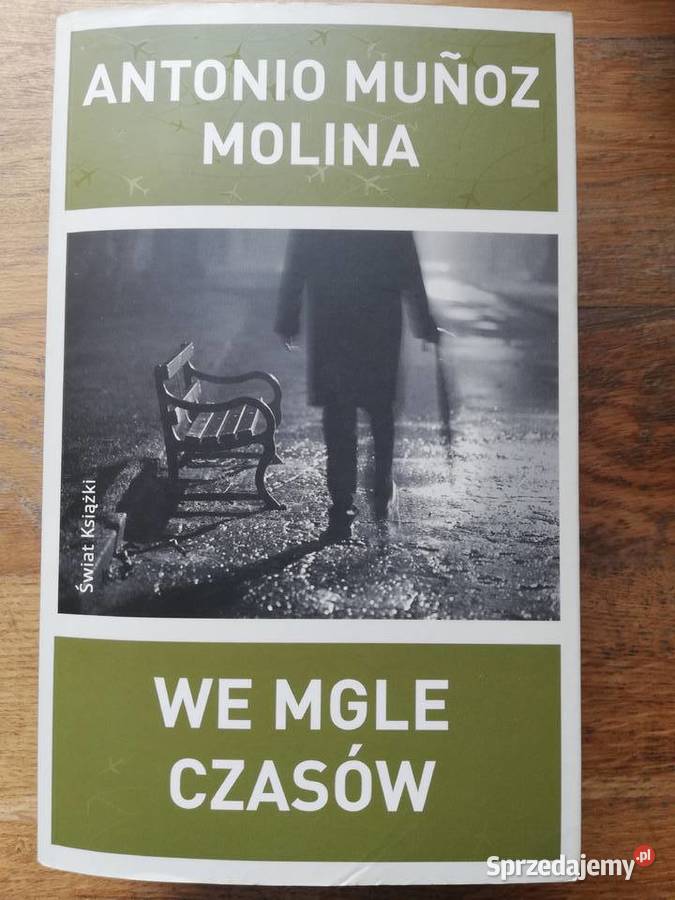 ANTONIO MUÑOZ
MOLINA
Świat Książki
WE MGLE
CZASÓW
Sprzedajemy.pl